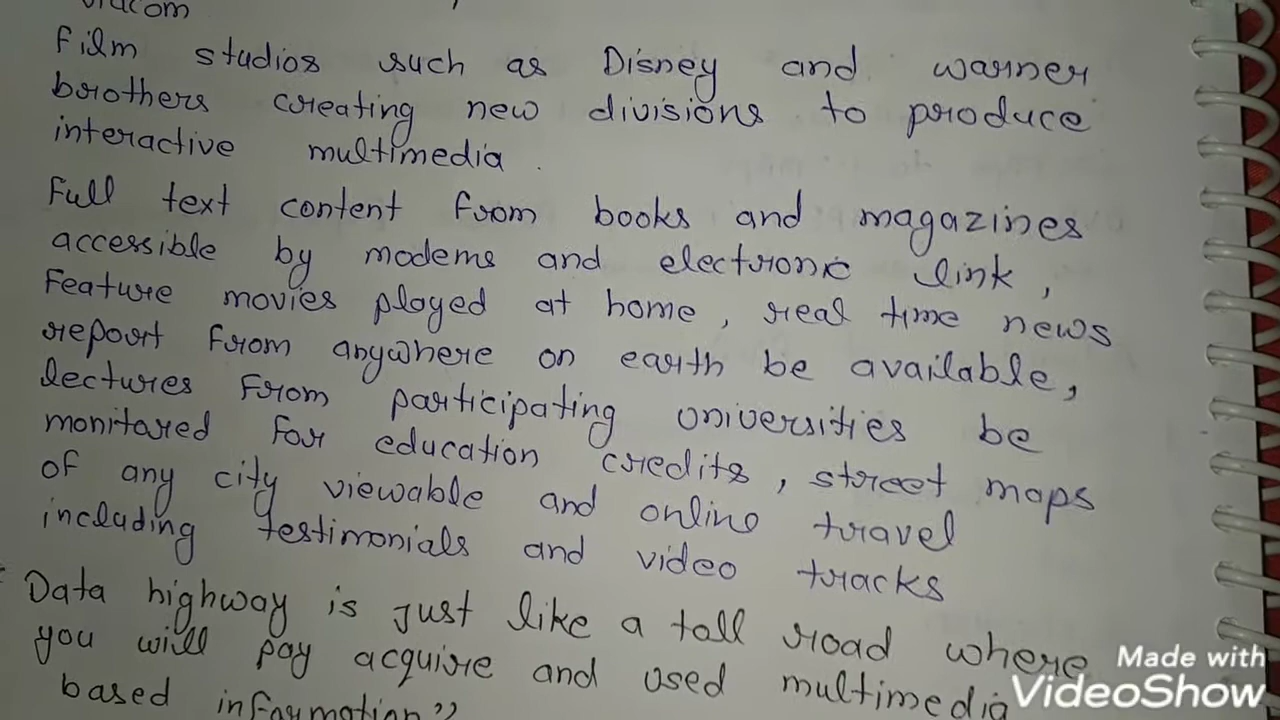 viacom
Film studios such as Disney and warner
brothers creating new divisions to produce
interactive multimedia.
Full text content from books and magazines
accessible by modems and electronic link,
Feature movies played at home, real time news
report from anywhere on earth be available,
lectures from participating universities be
monitored for education credits, street maps
of any city viewable and online travel
including testimonials and video tracks
Data highway is just like a toll road where
you will pay acquire and used multimedia
based information"
Made with
VideoShow